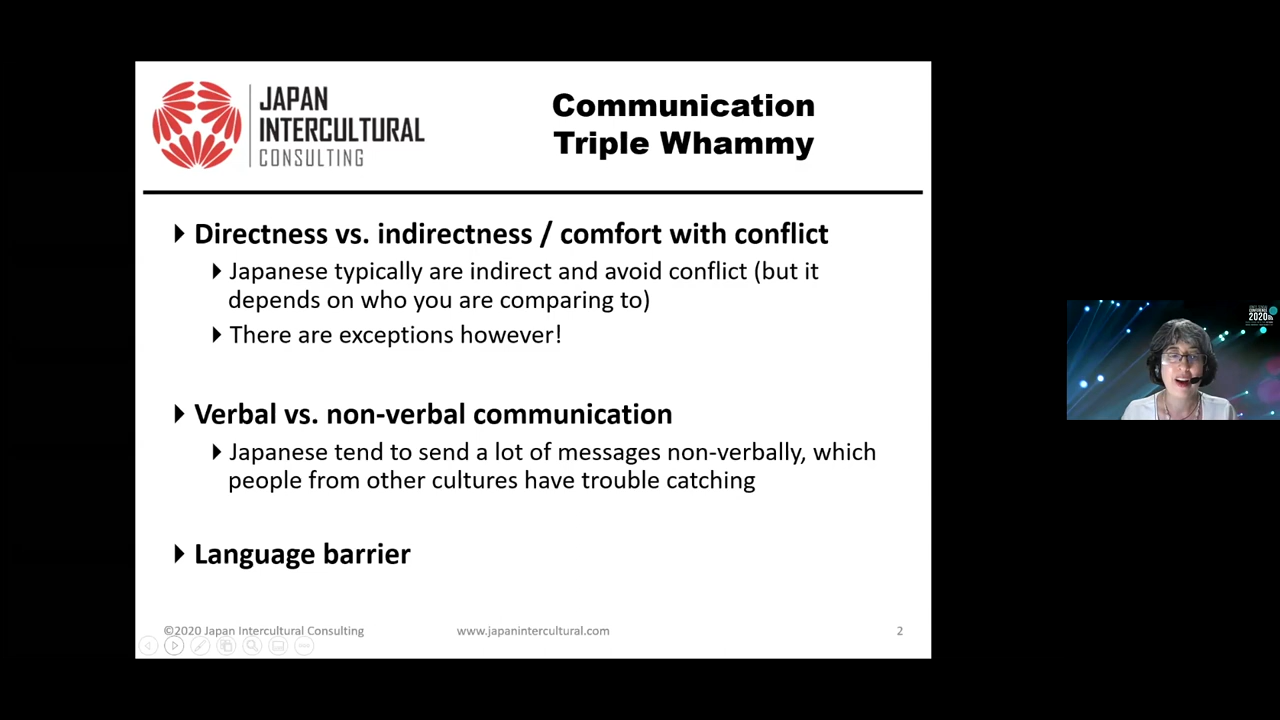 JAPAN
INTERCULTURAL
CONSULTING
Communication
Triple Whammy
Directness vs. indirectness / comfort with conflict
Japanese typically are indirect and avoid conflict (but it
depends on who you are comparing to)
There are exceptions however!
Verbal vs. non-verbal communication
Japanese tend to send a lot of messages non-verbally, which
people from other cultures have trouble catching
Language barrier
©2020 Japan Intercultural Consulting
www.japanintercultural.com
2
CONFERENCE
2020